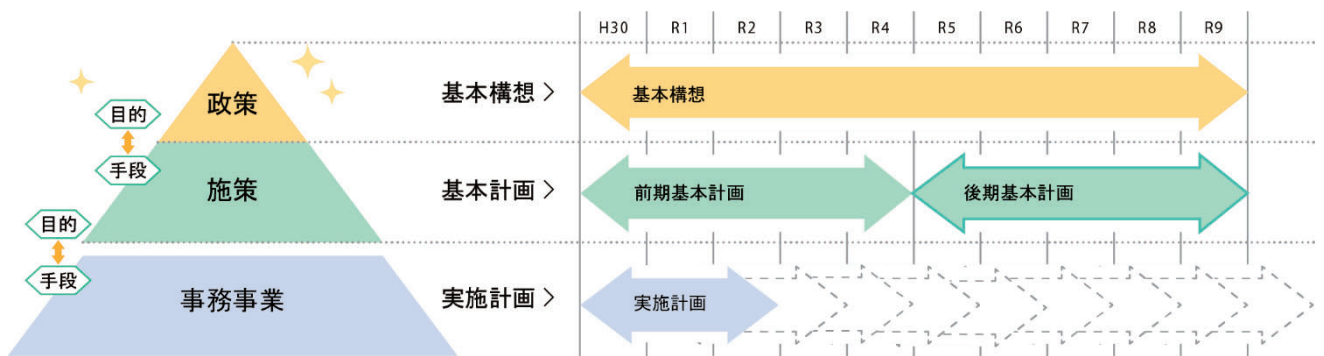 H30 R1 R2 R3 R4 R5 R6 R7 R8 R9
政策
基本構想 >
基本構想
目的
手段
施策
基本計画 >
前期基本計画
後期基本計画
目的
手段
事務事業
実施計画 >
実施計画